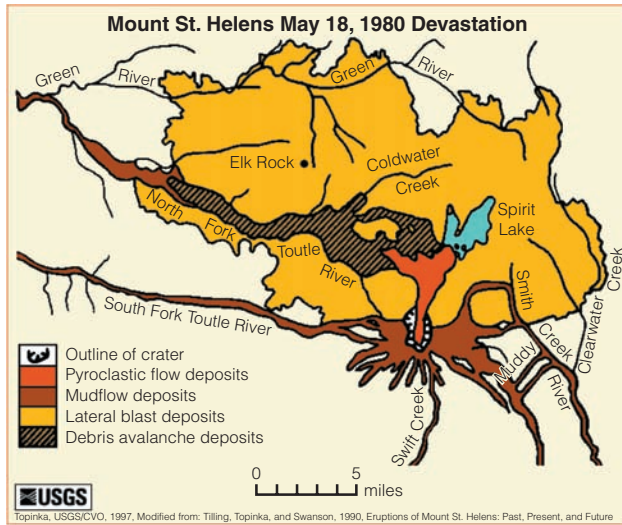 Mount St. Helens May 18, 1980 Devastation
Green River
Green River
Elk Rock
Coldwater Creek
North Fork Toutle River
Spirit Lake
South Fork Toutle River
Smith Creek
Muddy River
Clearwater Creek
Swift Creek
Outline of crater
Pyroclastic flow deposits
Mudflow deposits
Lateral blast deposits
Debris avalanche deposits
0 5
miles
USGS
Topinka, USGS/CVO, 1997, Modified from: Tilling, Topinka, and Swanson, 1990, Eruptions of Mount St. Helens: Past, Present, and Future